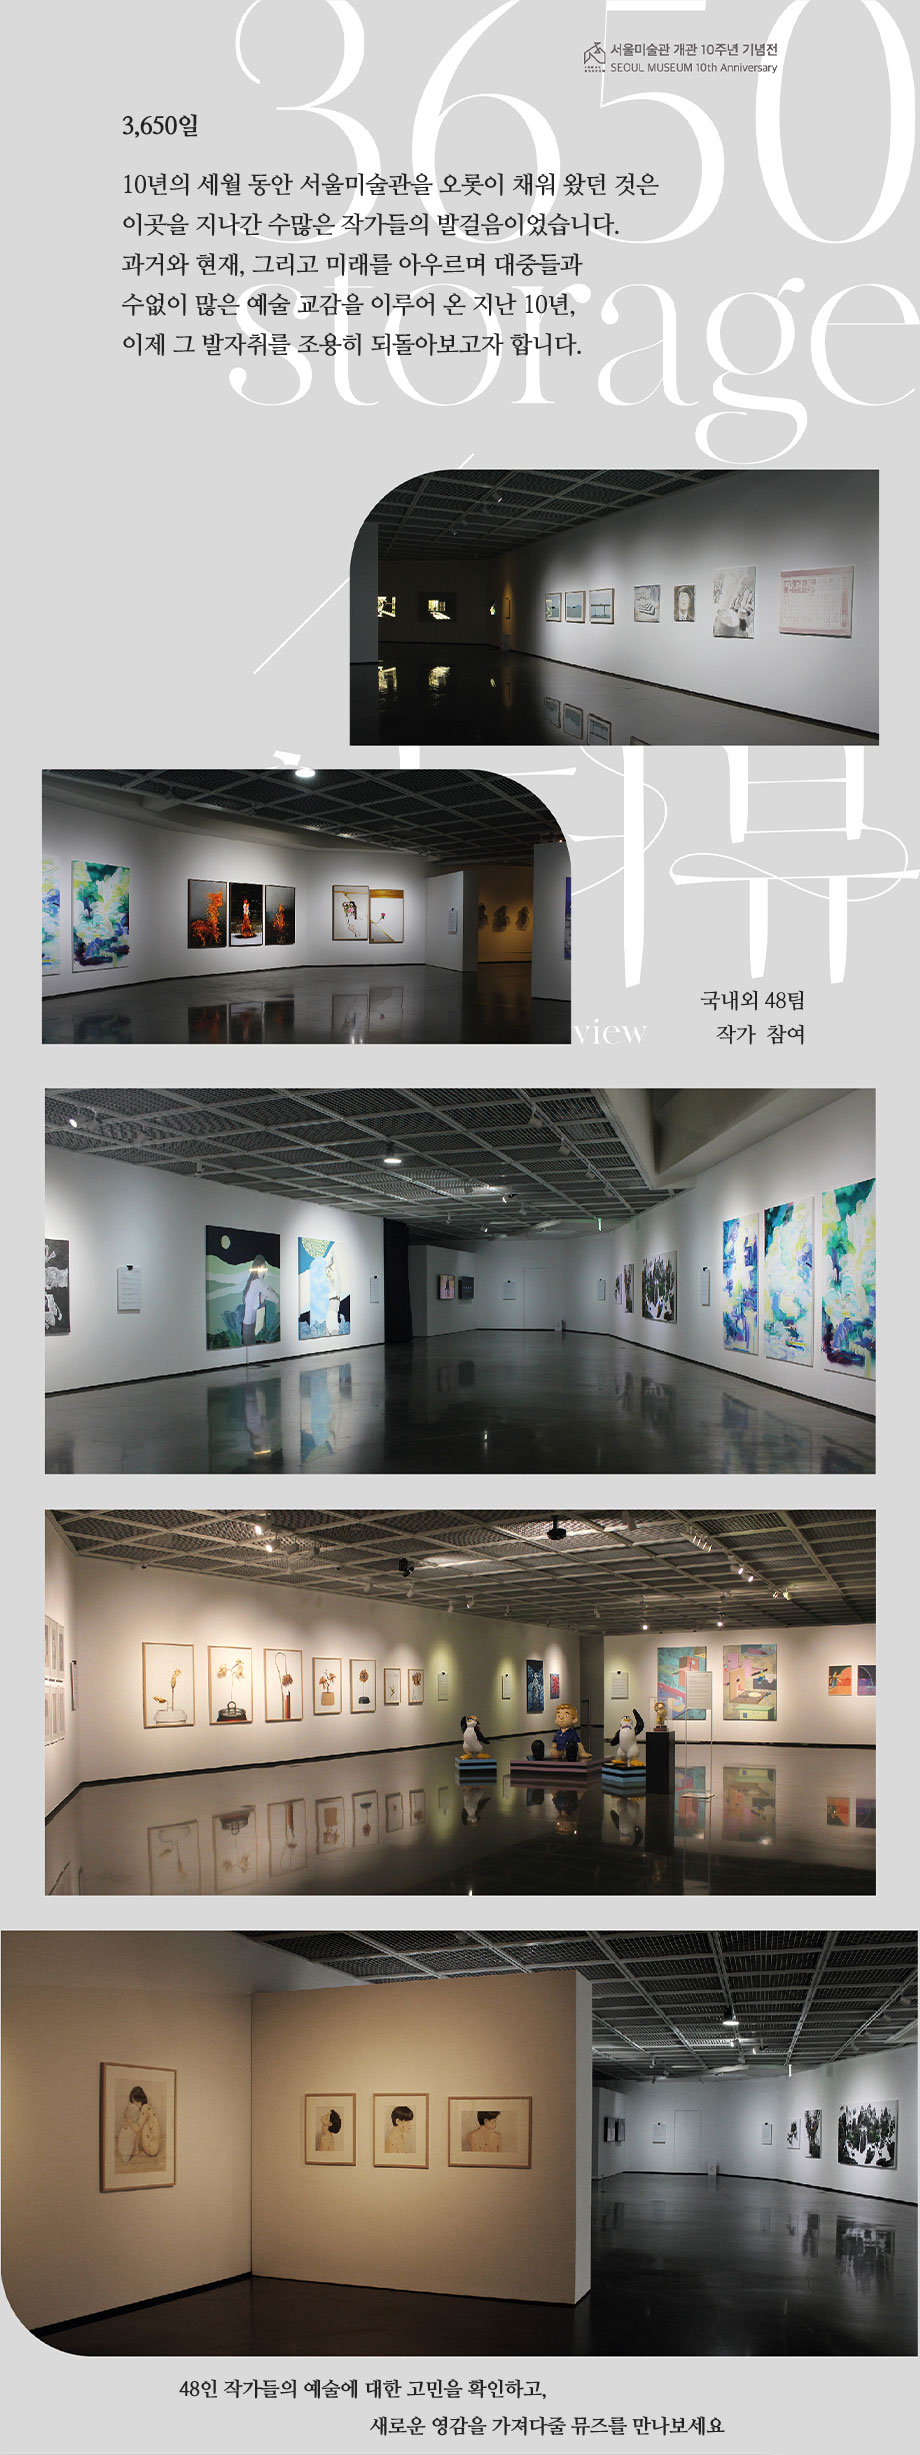 3650
storage
서울미술관 개관 10주년 기념전
SEOUL MUSEUM 10th Anniversary
3,650일
10년의 세월 동안 서울미술관을 오롯이 채워 왔던 것은
이곳을 지나간 수많은 작가들의 발걸음이었습니다.
과거와 현재, 그리고 미래를 아우르며 대중들과
수없이 많은 예술 교감을 이루어 온 지난 10년,
이제 그 발자취를 조용히 되돌아보고자 합니다.
뷰
view
국내외 48팀
작가 참여
48인 작가들의 예술에 대한 고민을 확인하고,
새로운 영감을 가져다줄 뮤즈를 만나보세요